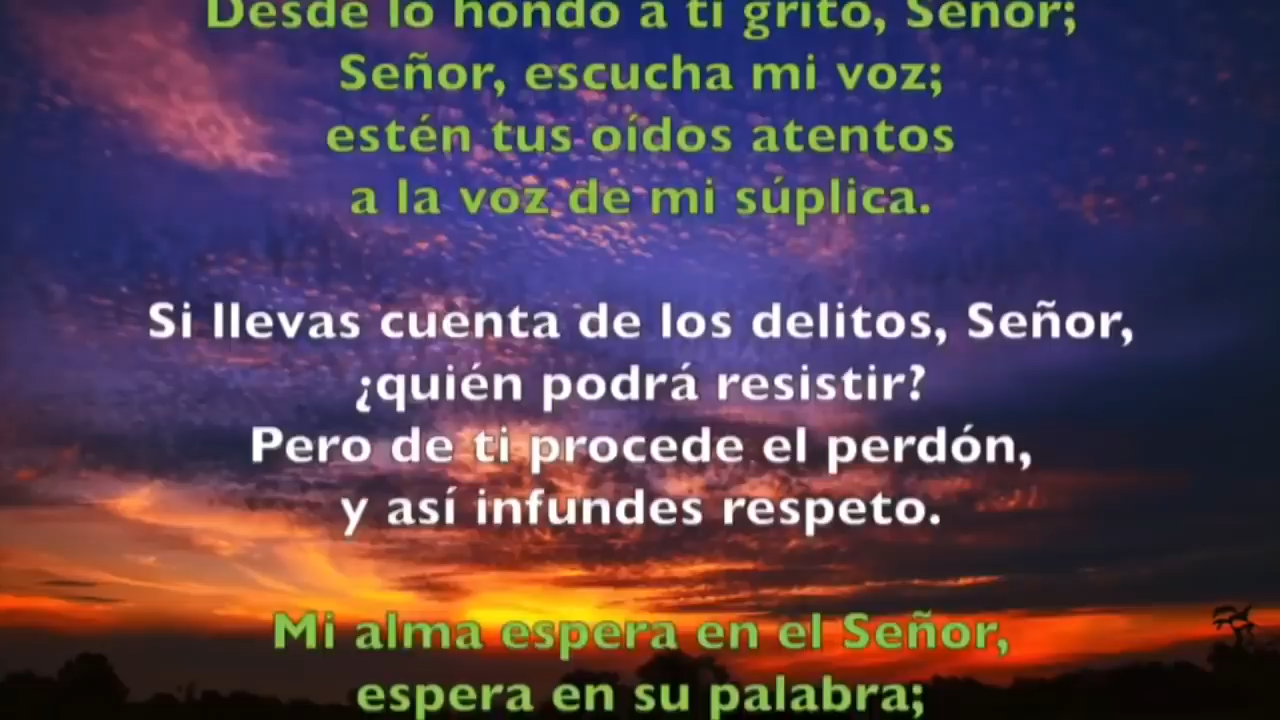 Desde lo hondo a ti grito, Señor;
Señor, escucha mi voz;
estén tus oídos atentos
a la voz de mi súplica.
Si llevas cuenta de los delitos, Señor,
¿quién podrá resistir?
Pero de ti procede el perdón,
y así infundes respeto.
Mi alma espera en el Señor,
espera en su palabra;